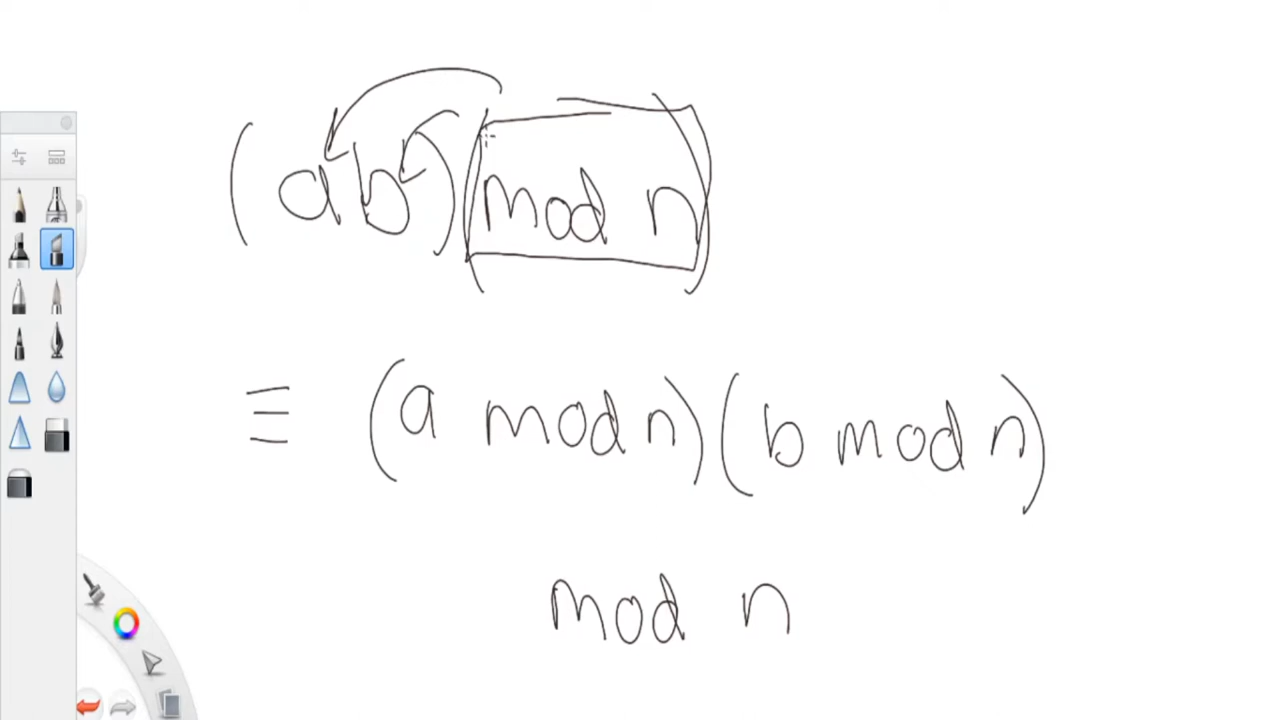 (ab)(mod n)
≡ (a mod n)(b mod n)
mod n